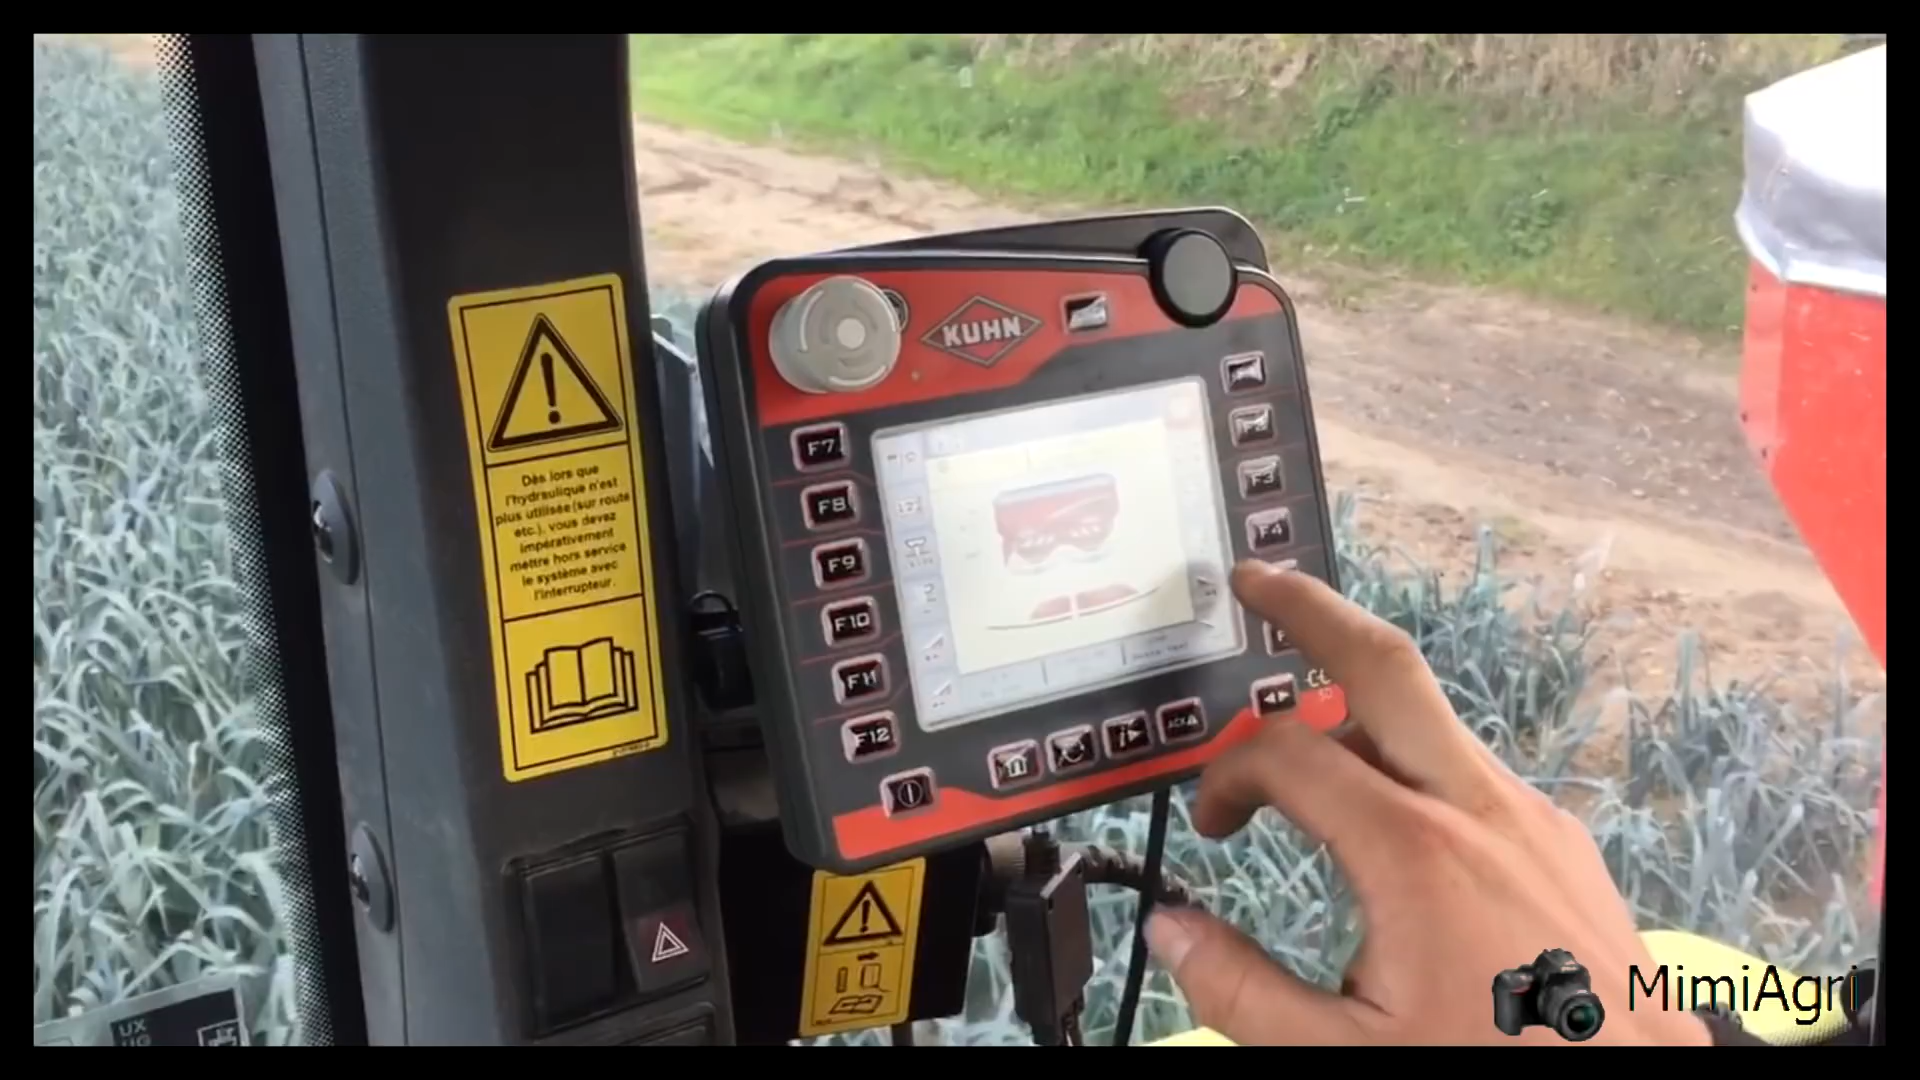 KUHN
F7
F8
F9
F10
F11
F12
F3
F4
ACK
Dès lors que
l'hydraulique n'est
plus utilisée (sur route
etc.), vous devez
impérativement
mettre hors service
le système avec
l'interrupteur.
UX
MimiAgri